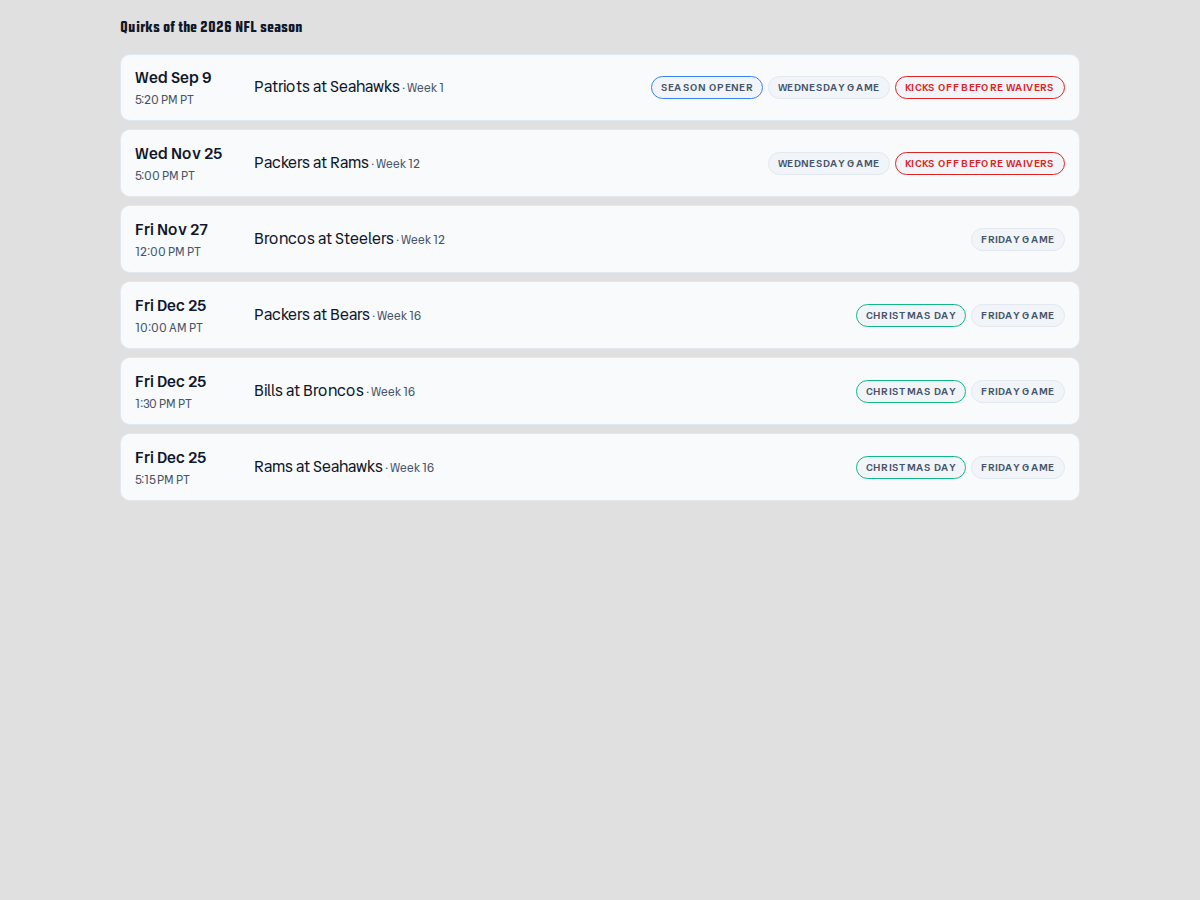 Quirks of the 2026 NFL season
Wed Sep 9
5:20 PM PT
Patriots at Seahawks · Week 1
SEASON OPENER
WEDNESDAY GAME
KICKS OFF BEFORE WAIVERS
Wed Nov 25
5:00 PM PT
Packers at Rams · Week 12
WEDNESDAY GAME
KICKS OFF BEFORE WAIVERS
Fri Nov 27
12:00 PM PT
Broncos at Steelers · Week 12
FRIDAY GAME
Fri Dec 25
10:00 AM PT
Packers at Bears · Week 16
CHRISTMAS DAY
FRIDAY GAME
Fri Dec 25
1:30 PM PT
Bills at Broncos · Week 16
CHRISTMAS DAY
FRIDAY GAME
Fri Dec 25
5:15 PM PT
Rams at Seahawks · Week 16
CHRISTMAS DAY
FRIDAY GAME